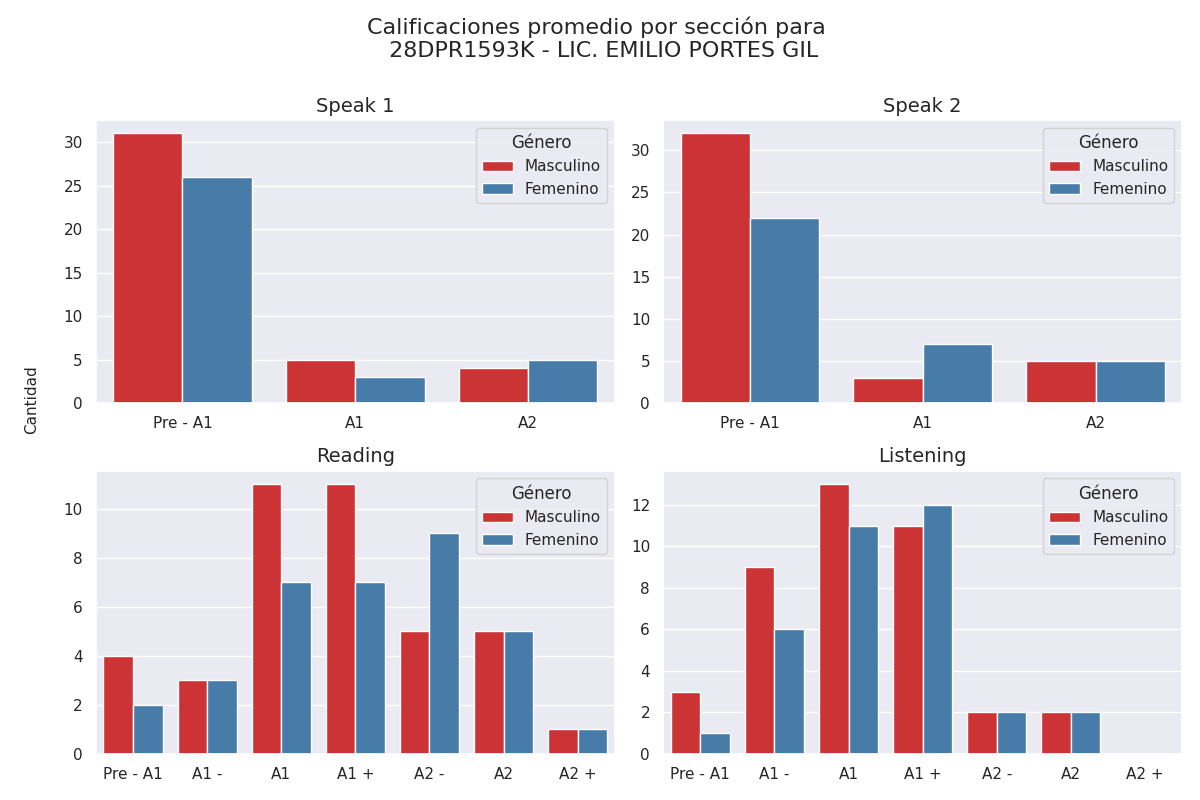 Calificaciones promedio por sección para
28DPR1593K - LIC. EMILIO PORTES GIL
Cantidad
Speak 1
30
25
20
15
10
5
0
Pre - A1
A1
A2
Género
Masculino
Femenino
Speak 2
30
25
20
15
10
5
0
Pre - A1
A1
A2
Género
Masculino
Femenino
Reading
10
8
6
4
2
0
Pre - A1
A1 -
A1
A1 +
A2 -
A2
A2 +
Género
Masculino
Femenino
Listening
12
10
8
6
4
2
0
Pre - A1
A1 -
A1
A1 +
A2 -
A2
A2 +
Género
Masculino
Femenino